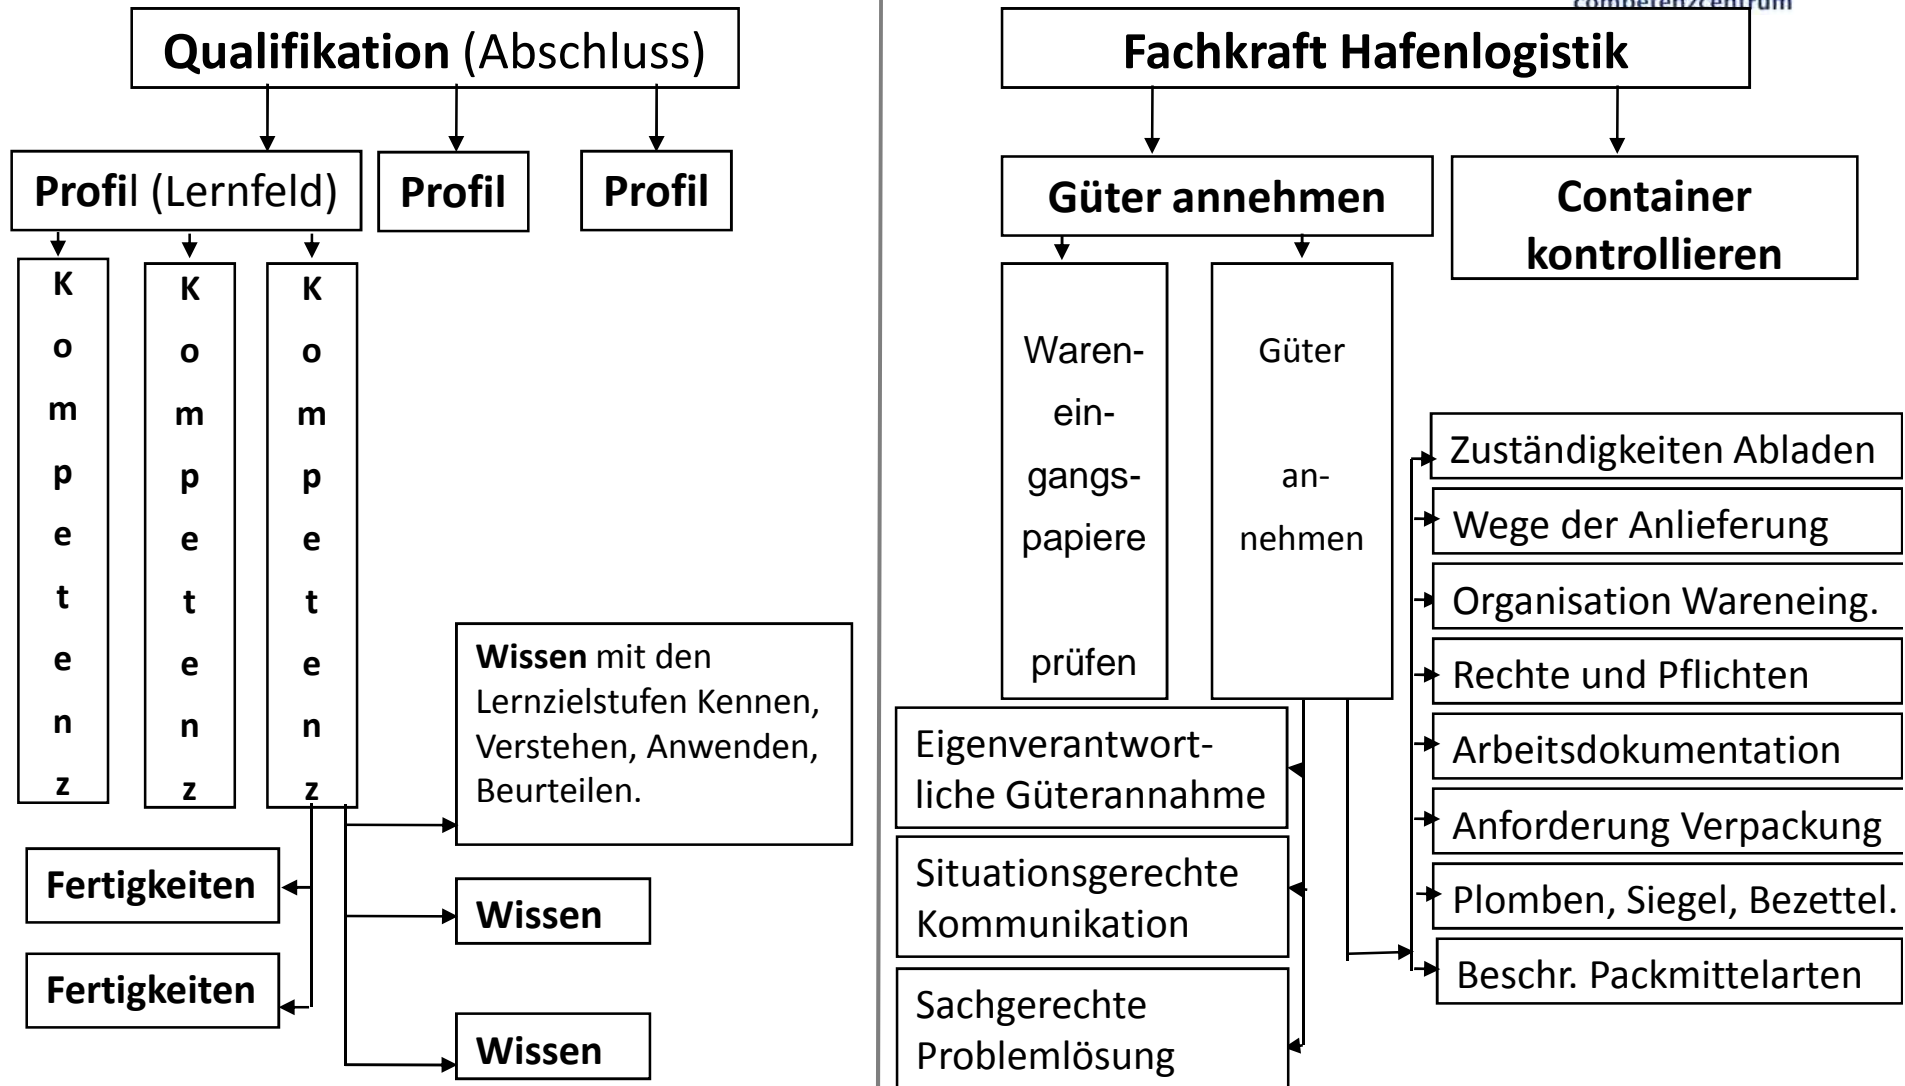 competenzcentrum
Qualifikation (Abschluss)
Profil (Lernfeld)
Profil
Profil
K
o
m
p
e
t
e
n
z
K
o
m
p
e
t
e
n
z
K
o
m
p
e
t
e
n
z
Wissen mit den
Lernzielstufen Kennen,
Verstehen, Anwenden,
Beurteilen.
Fertigkeiten
Wissen
Fertigkeiten
Wissen
Fachkraft Hafenlogistik
Güter annehmen
Container
kontrollieren
Waren-
ein-
gangs-
papiere
prüfen
Güter
an-
nehmen
Eigenverantwort-
liche Güterannahme
Situationsgerechte
Kommunikation
Sachgerechte
Problemlösung
Zuständigkeiten Abladen
Wege der Anlieferung
Organisation Wareneing.
Rechte und Pflichten
Arbeitsdokumentation
Anforderung Verpackung
Plomben, Siegel, Bezettel.
Beschr. Packmittelarten